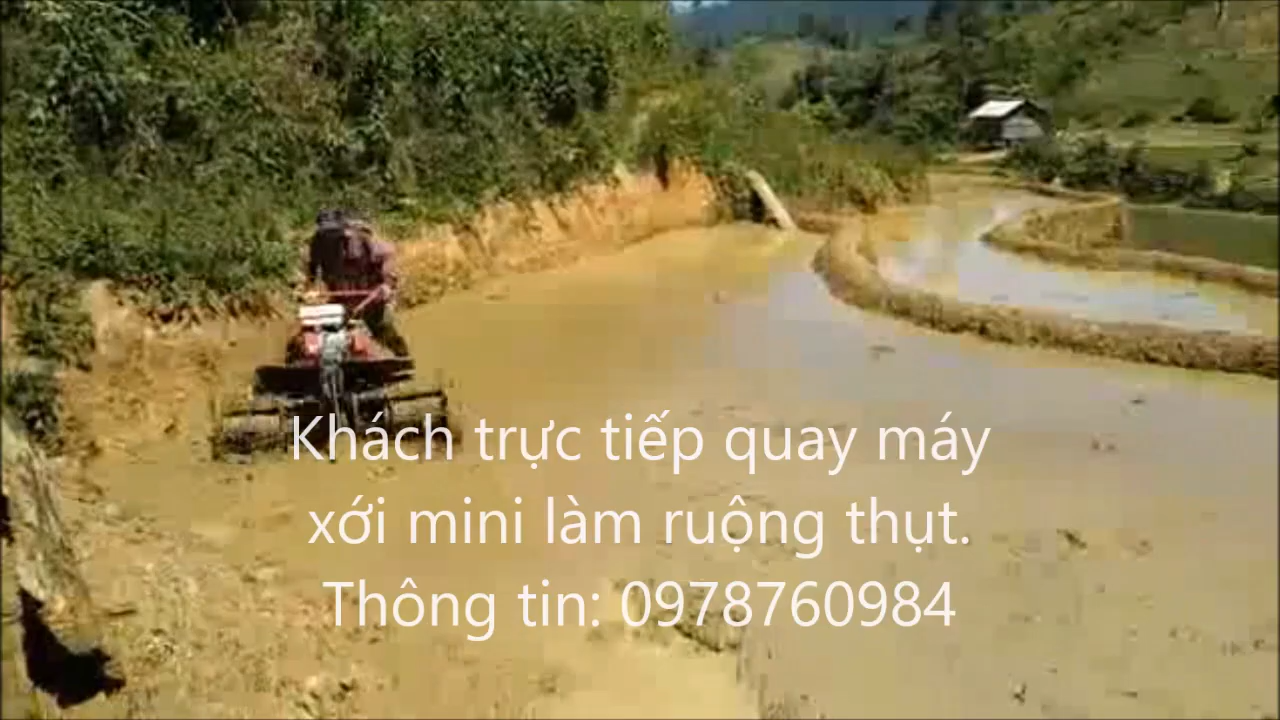 Khách trực tiếp quay máy
xới mini làm ruộng thụt.
Thông tin: 0978760984